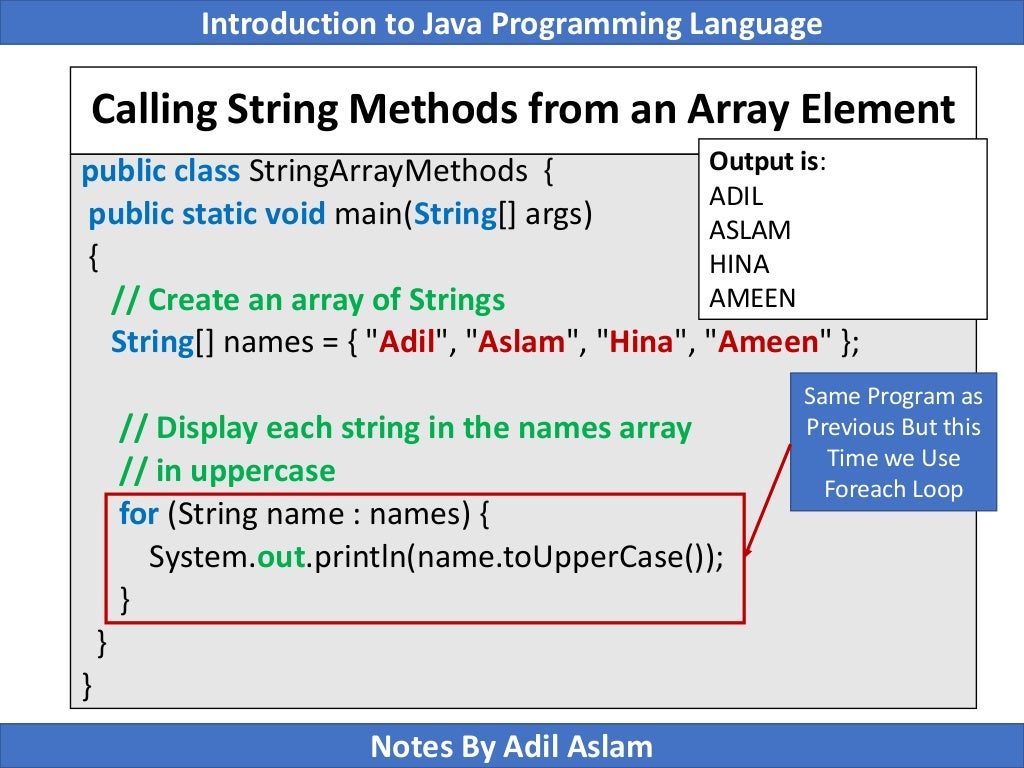 Introduction to Java Programming Language
Calling String Methods from an Array Element
public class StringArrayMethods {
public static void main(String[] args)
{
// Create an array of Strings
String[] names = { "Adil", "Aslam", "Hina", "Ameen" };
// Display each string in the names array
// in uppercase
for (String name : names) {
System.out.println(name.toUpperCase());
}
}
}
Output is:
ADIL
ASLAM
HINA
AMEEN
Same Program as
Previous But this
Time we Use
Foreach Loop
Notes By Adil Aslam